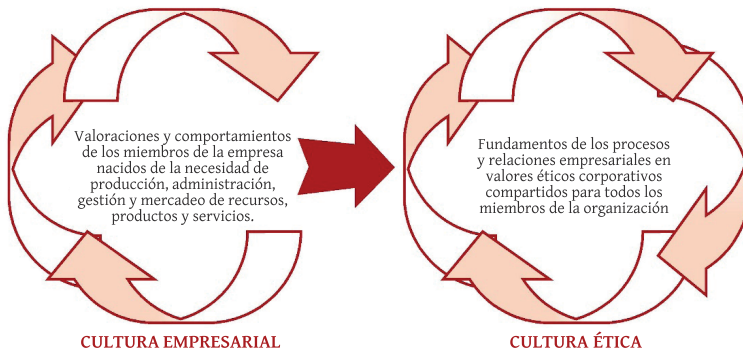 Valoraciones y comportamientos
de los miembros de la empresa
nacidos de la necesidad de
producción, administración,
gestión y mercadeo de recursos,
productos y servicios.
CULTURA EMPRESARIAL
Fundamentos de los procesos
y relaciones empresariales en
valores éticos corporativos
compartidos para todos los
miembros de la organización
CULTURA ÉTICA